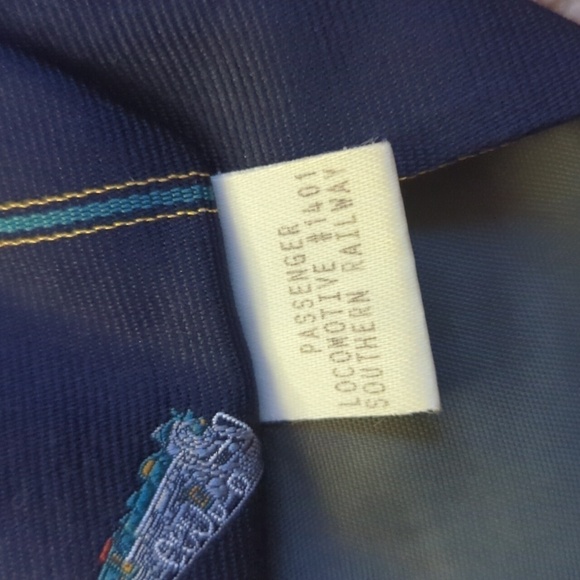 PASSENGER
LOCOMOTIVE #1401
SOUTHERN RAILWAY